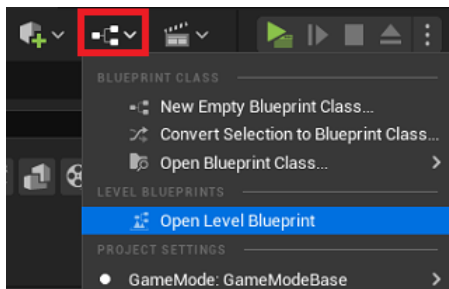 BLUEPRINT CLASS
New Empty Blueprint Class...
Convert Selection to Blueprint Class...
Open Blueprint Class...
LEVEL BLUEPRINTS
Open Level Blueprint
PROJECT SETTINGS
GameMode: GameModeBase